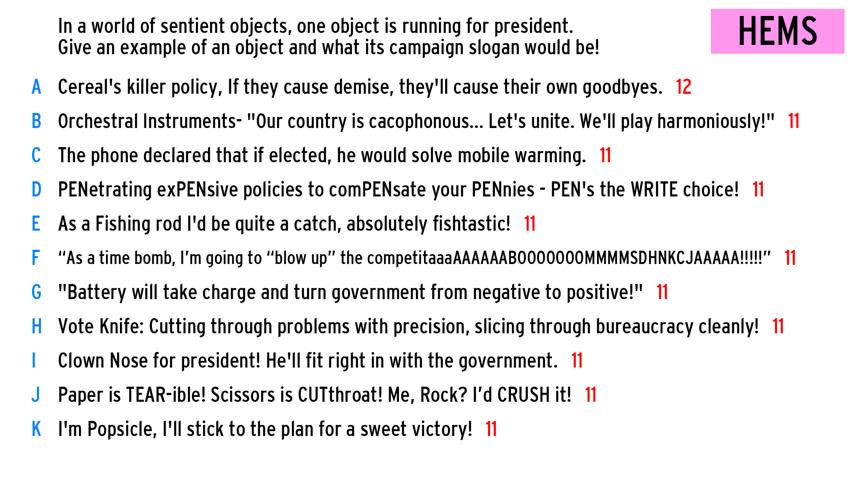 In a world of sentient objects, one object is running for president.
Give an example of an object and what its campaign slogan would be!
HEMS
A Cereal's killer policy, If they cause demise, they'll cause their own goodbyes. 12
B Orchestral Instruments- "Our country is cacophonous... Let's unite. We'll play harmoniously!" 11
C The phone declared that if elected, he would solve mobile warming. 11
D PENetrating exPENsive policies to comPENsate your PENnies - PEN's the WRITE choice! 11
E As a Fishing rod I'd be quite a catch, absolutely fishtastic! 11
F “As a time bomb, I’m going to “blow up” the competitaaaAAAAAABOOOOOOOMMMMSDHNKCJAAAAA!!!!!” 11
G "Battery will take charge and turn government from negative to positive!" 11
H Vote Knife: Cutting through problems with precision, slicing through bureaucracy cleanly! 11
I Clown Nose for president! He'll fit right in with the government. 11
J Paper is TEAR-ible! Scissors is CUTthroat! Me, Rock? I’d CRUSH it! 11
K I'm Popsicle, I'll stick to the plan for a sweet victory! 11